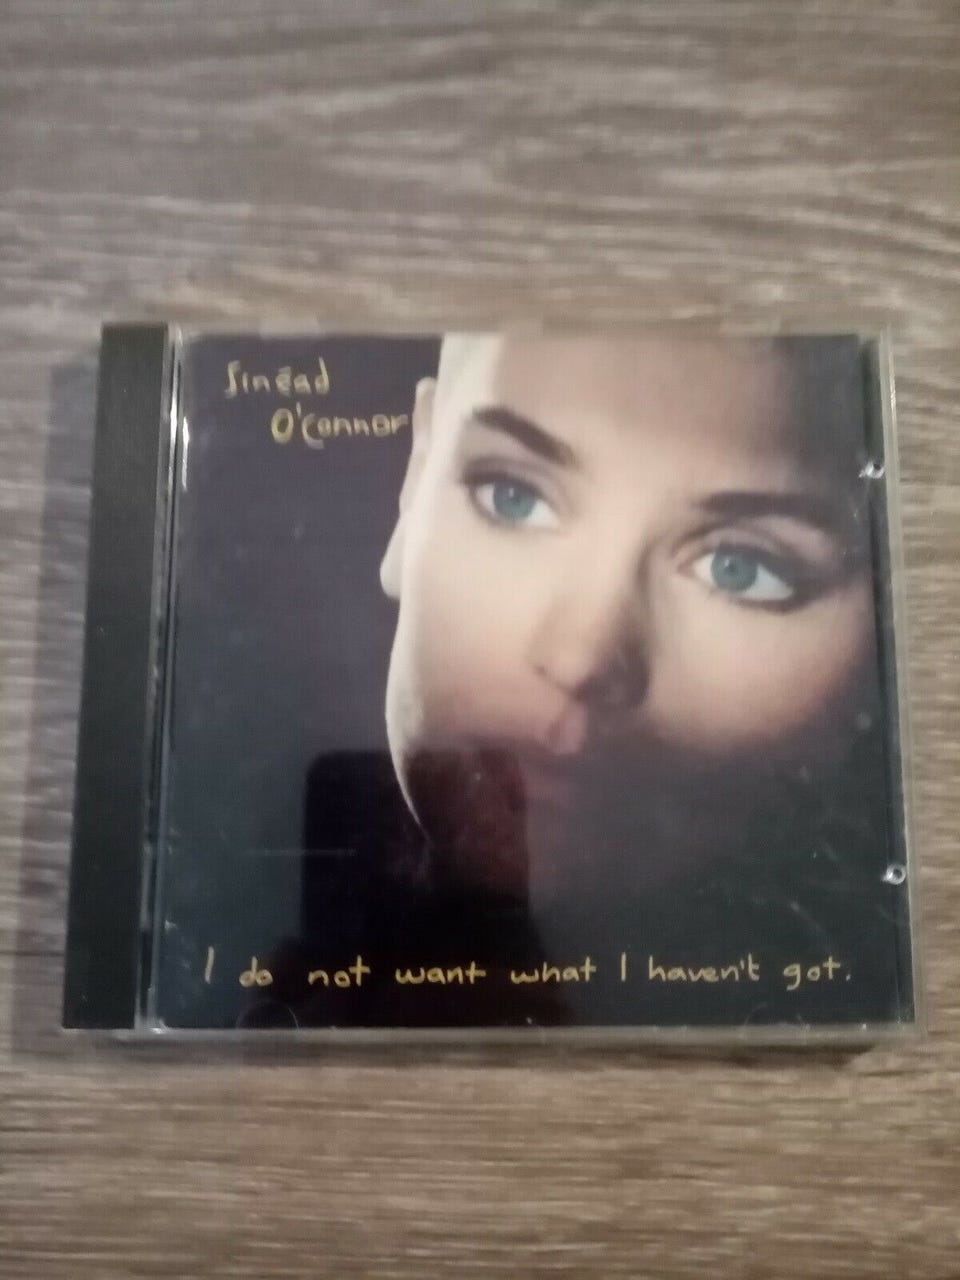 Sinéad
O'Connor
I do not want what I haven't got.